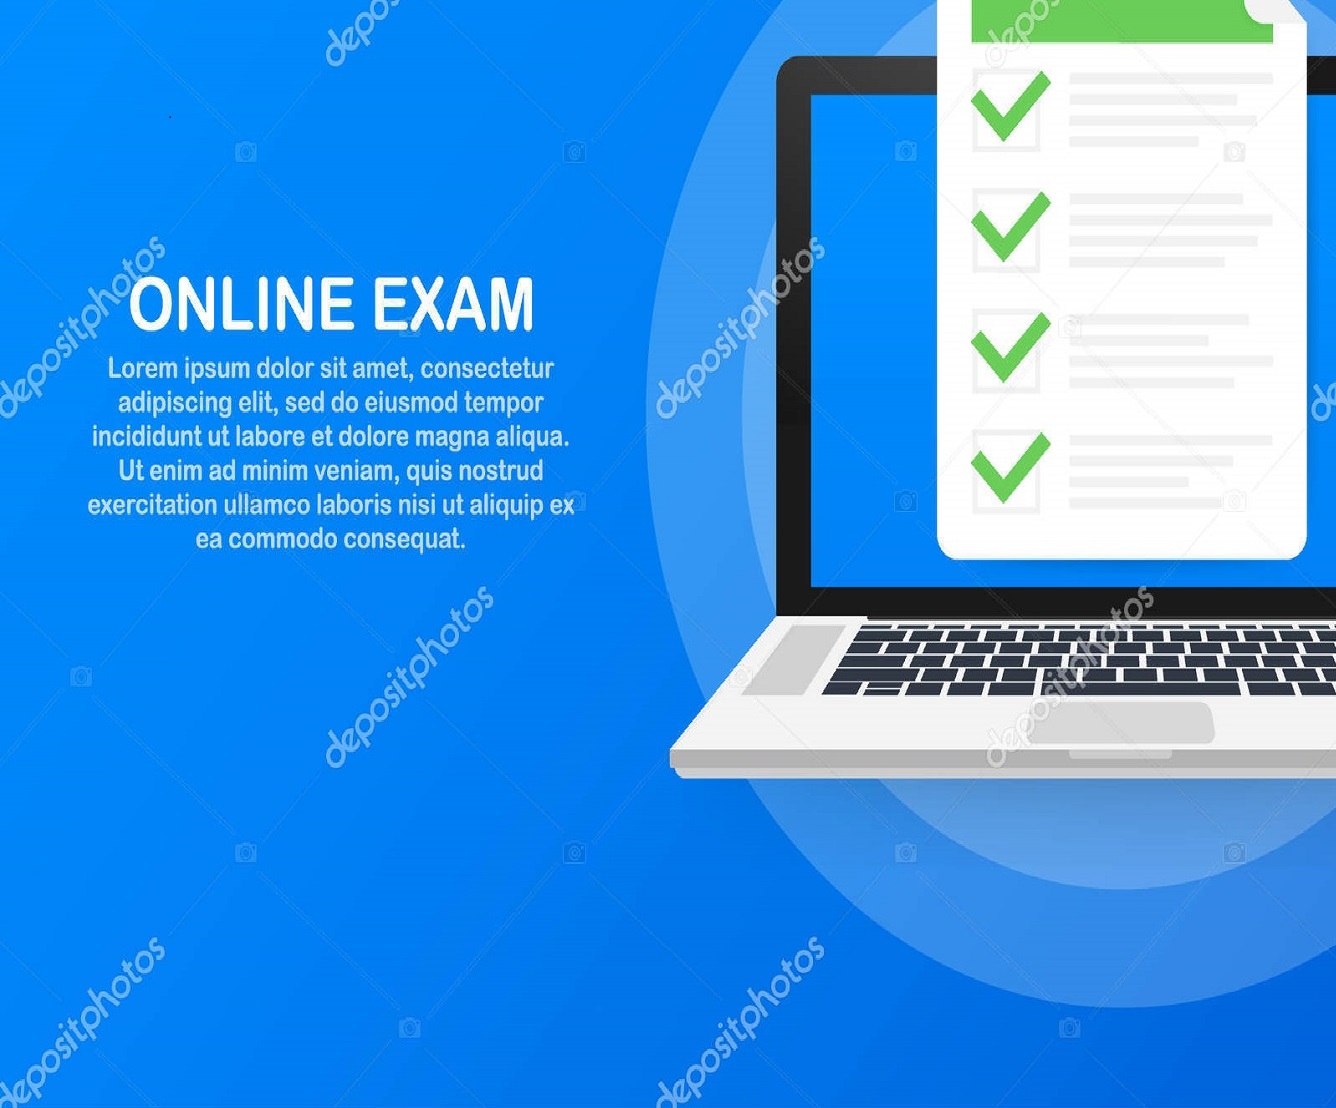 depositphotos
depositphotos
ONLINE EXAM
Lorem ipsum dolor sit amet, consectetur
adipiscing elit, sed do eiusmod tempor
incididunt ut labore et dolore magna aliqua.
Ut enim ad minim veniam, quis nostrud
exercitation ullamco laboris nisi ut aliquip ex
ea commodo consequat.
depositphotos
depositphotos
depositphotos
depositphotos
depositphotos
depositphotos